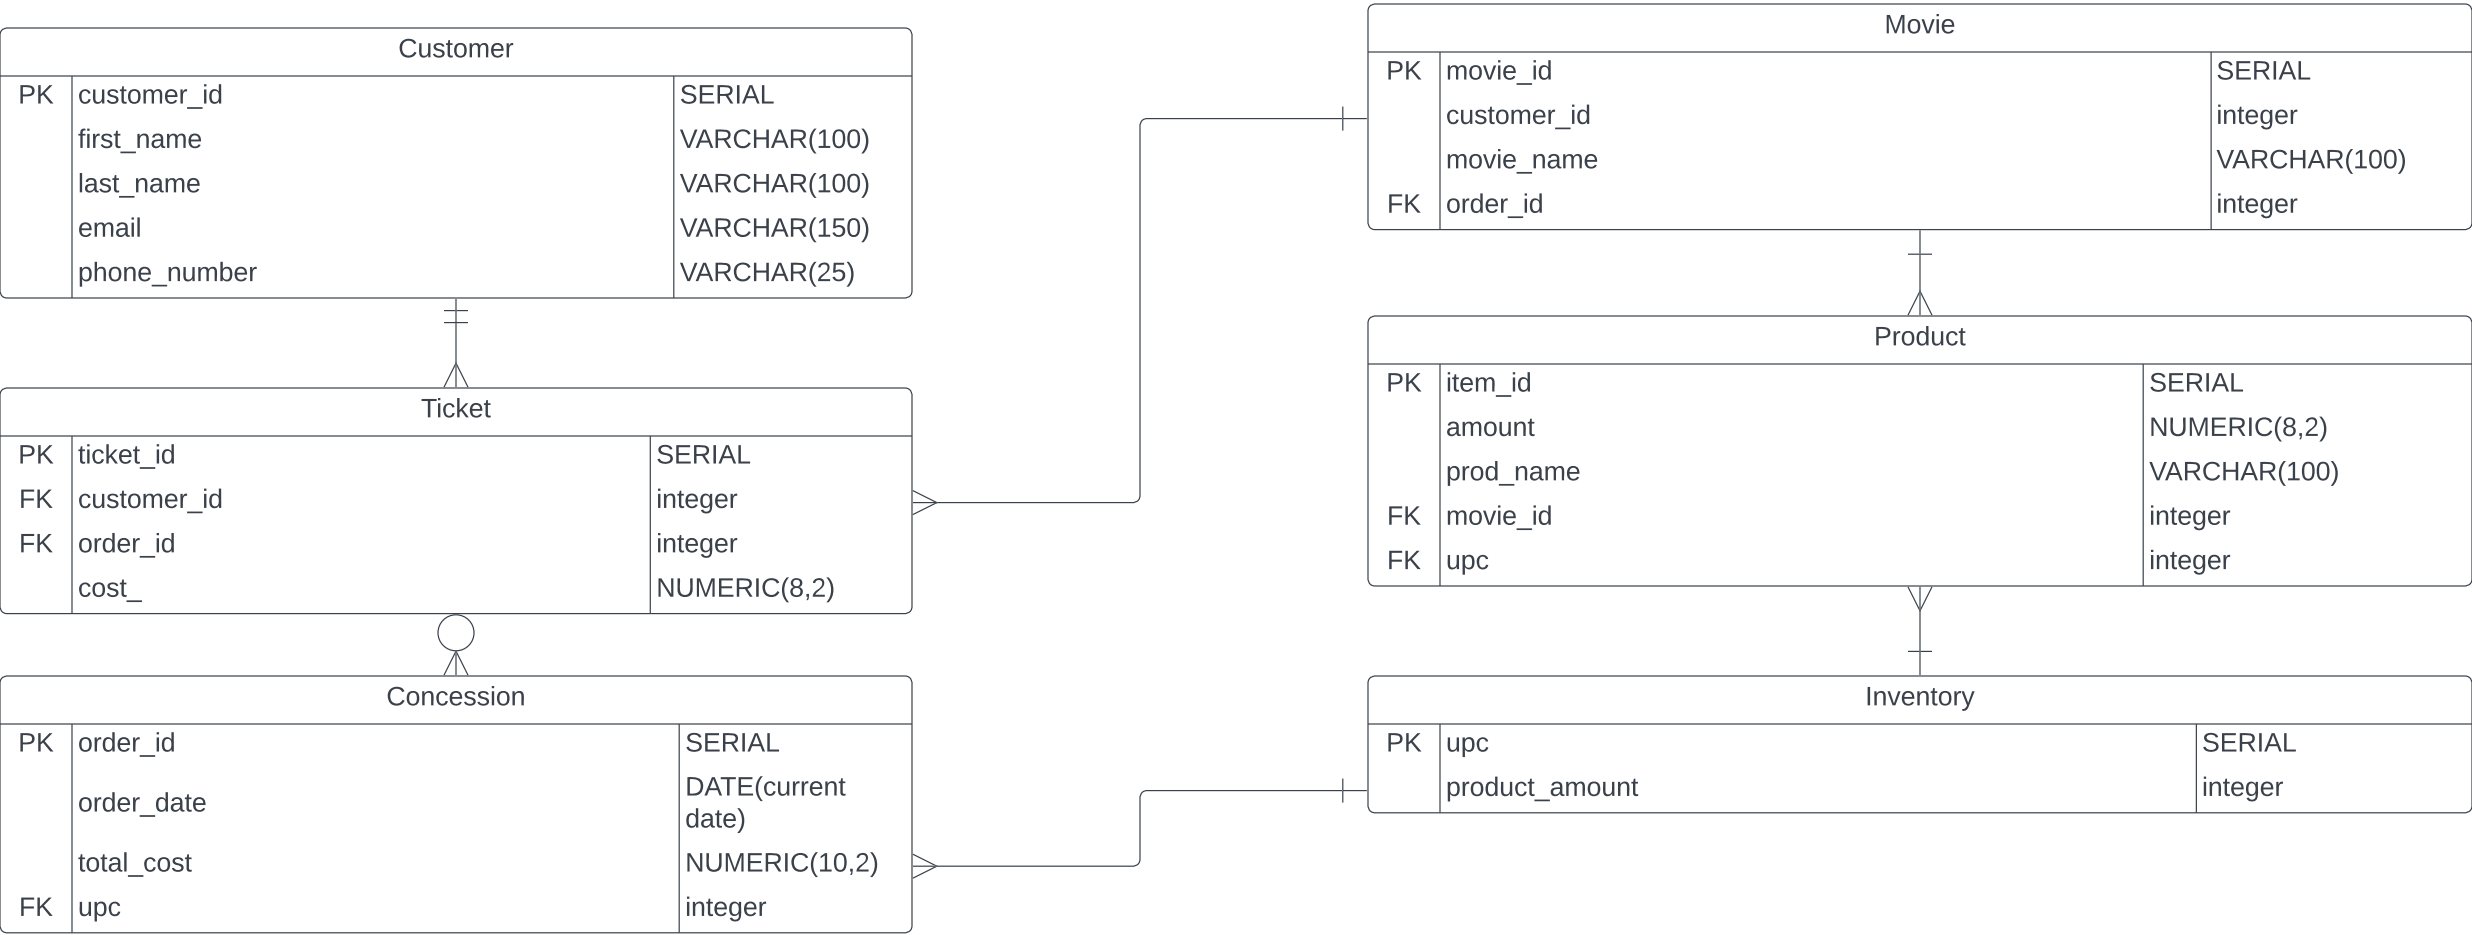 Customer
PK customer_id SERIAL
first_name VARCHAR(100)
last_name VARCHAR(100)
email VARCHAR(150)
phone_number VARCHAR(25)
Ticket
PK ticket_id SERIAL
FK customer_id integer
FK order_id integer
cost_ NUMERIC(8,2)
Concession
PK order_id SERIAL
order_date DATE(current
date)
total_cost NUMERIC(10,2)
FK upc integer
Movie
PK movie_id SERIAL
customer_id integer
movie_name VARCHAR(100)
FK order_id integer
Product
PK item_id SERIAL
amount NUMERIC(8,2)
prod_name VARCHAR(100)
FK movie_id integer
FK upc integer
Inventory
PK upc SERIAL
product_amount integer